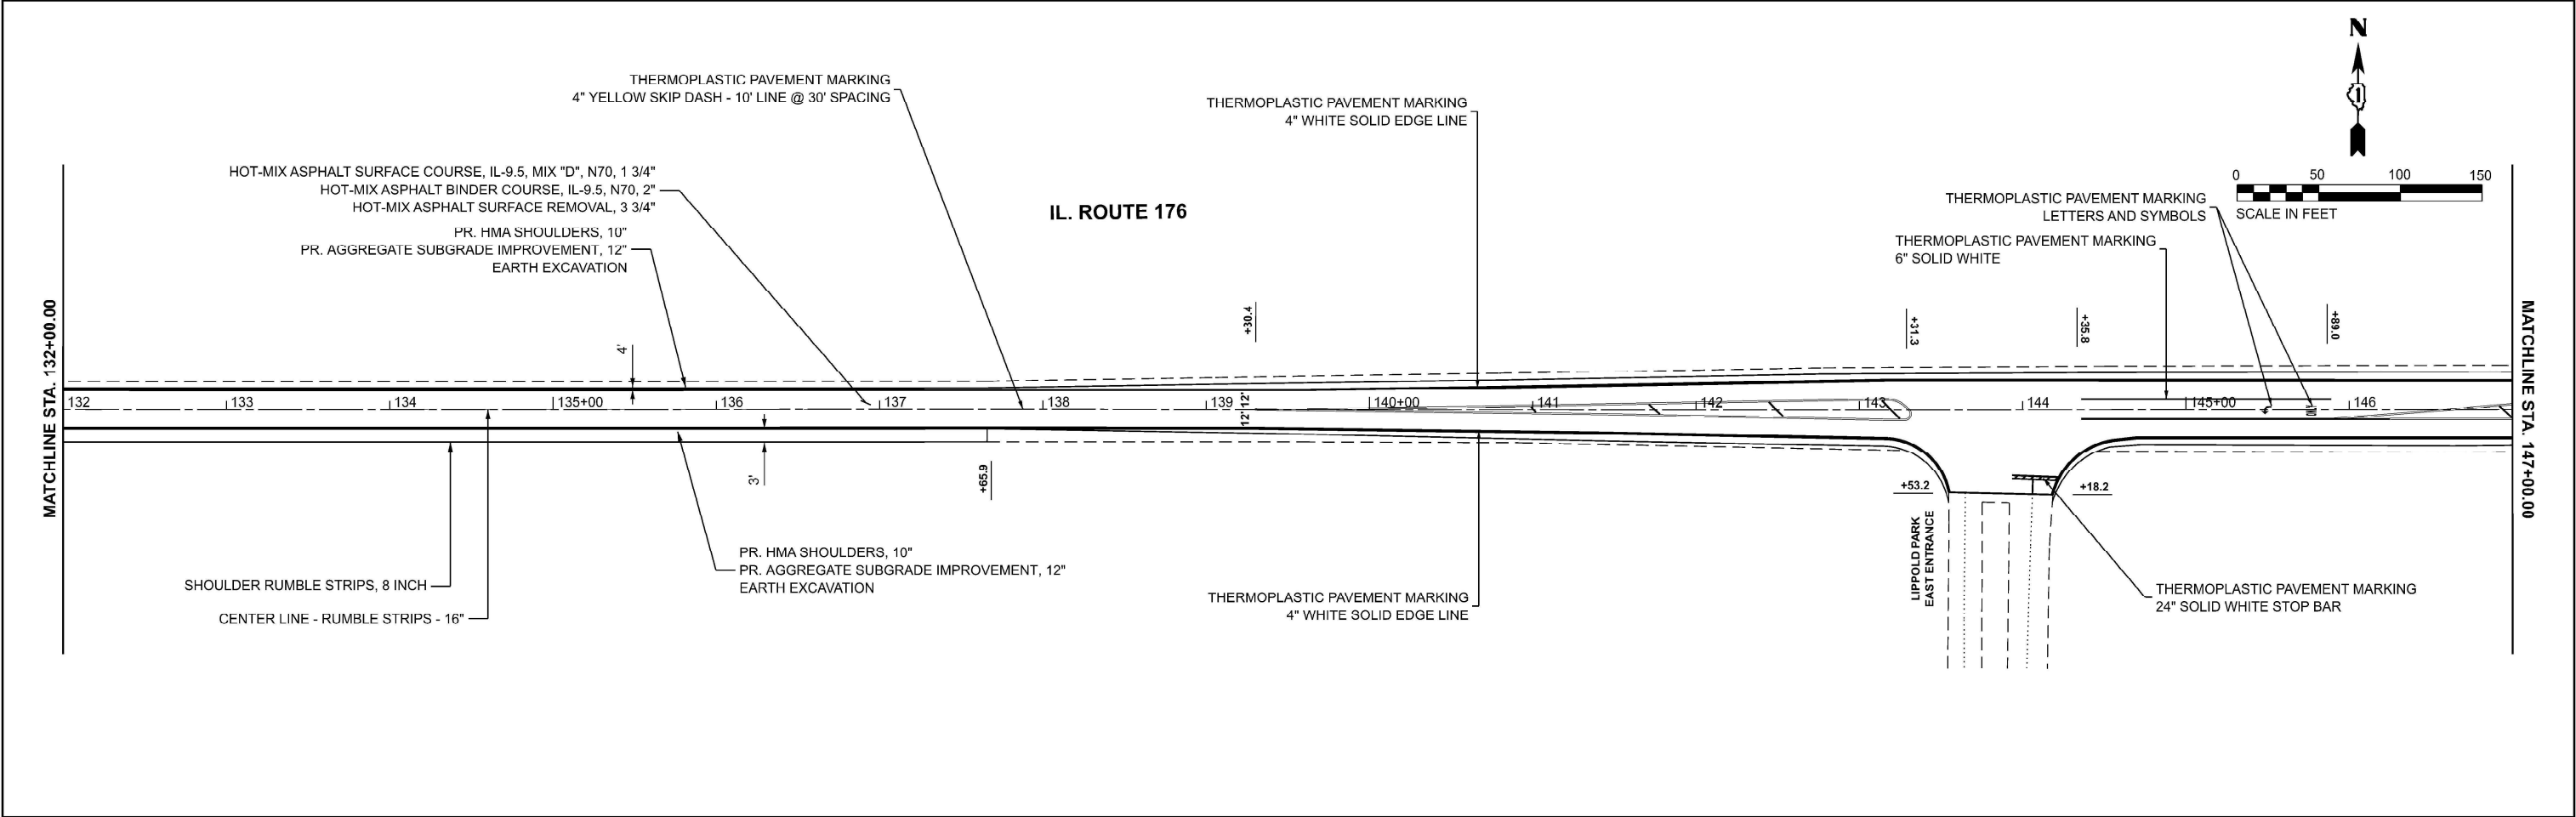 N
1
THERMOPLASTIC PAVEMENT MARKING
4" YELLOW SKIP DASH - 10' LINE @ 30' SPACING
THERMOPLASTIC PAVEMENT MARKING
4" WHITE SOLID EDGE LINE
HOT-MIX ASPHALT SURFACE COURSE, IL-9.5, MIX "D", N70, 1 3/4"
HOT-MIX ASPHALT BINDER COURSE, IL-9.5, N70, 2"
HOT-MIX ASPHALT SURFACE REMOVAL, 3 3/4"
PR. HMA SHOULDERS, 10"
PR. AGGREGATE SUBGRADE IMPROVEMENT, 12"
EARTH EXCAVATION
IL. ROUTE 176
0 50 100 150
SCALE IN FEET
THERMOPLASTIC PAVEMENT MARKING
LETTERS AND SYMBOLS
THERMOPLASTIC PAVEMENT MARKING
6" SOLID WHITE
MATCHLINE STA. 132+00.00
4'
+30.4
+31.3
+35.8
+89.0
MATCHLINE STA. 147+00.00
132 133 134 135+00 136 137 138 139 12' 12' 140+00 141 142 143 144 145+00 146
3'
+65.9
+53.2
+18.2
LIPPOLD PARK
EAST ENTRANCE
PR. HMA SHOULDERS, 10"
PR. AGGREGATE SUBGRADE IMPROVEMENT, 12"
EARTH EXCAVATION
SHOULDER RUMBLE STRIPS, 8 INCH
CENTER LINE - RUMBLE STRIPS - 16"
THERMOPLASTIC PAVEMENT MARKING
4" WHITE SOLID EDGE LINE
THERMOPLASTIC PAVEMENT MARKING
24" SOLID WHITE STOP BAR